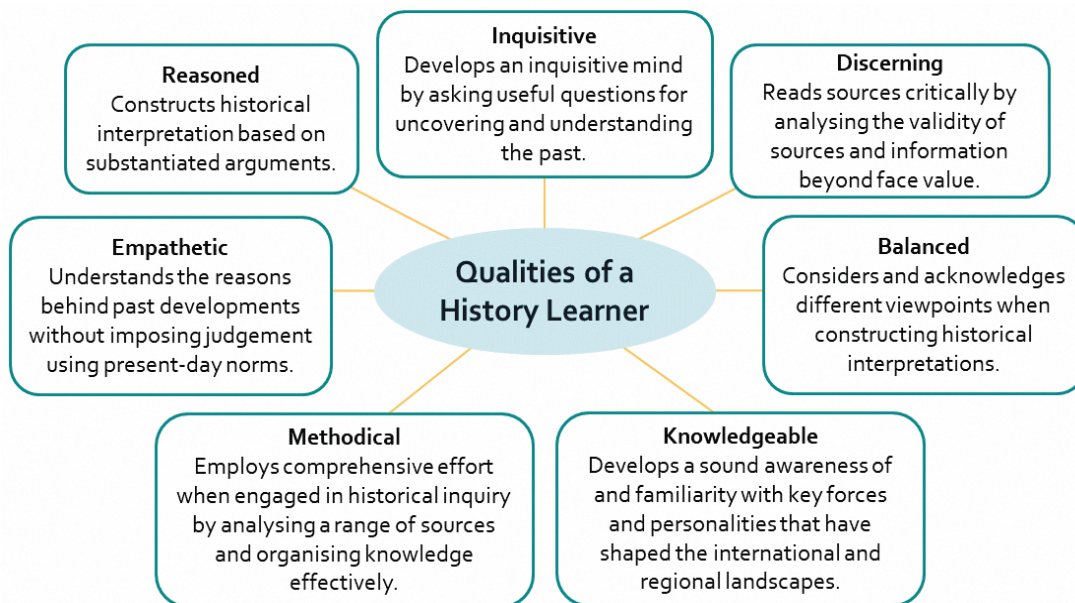 Inquisitive
Develops an inquisitive mind
by asking useful questions for
uncovering and understanding
the past.
Reasoned
Constructs historical
interpretation based on
substantiated arguments.
Discerning
Reads sources critically by
analysing the validity of
sources and information
beyond face value.
Empathetic
Understands the reasons
behind past developments
without imposing judgement
using present-day norms.
Qualities of a
History Learner
Balanced
Considers and acknowledges
different viewpoints when
constructing historical
interpretations.
Methodical
Employs comprehensive effort
when engaged in historical inquiry
by analysing a range of sources
and organising knowledge
effectively.
Knowledgeable
Develops a sound awareness of
and familiarity with key forces
and personalities that have
shaped the international and
regional landscapes.